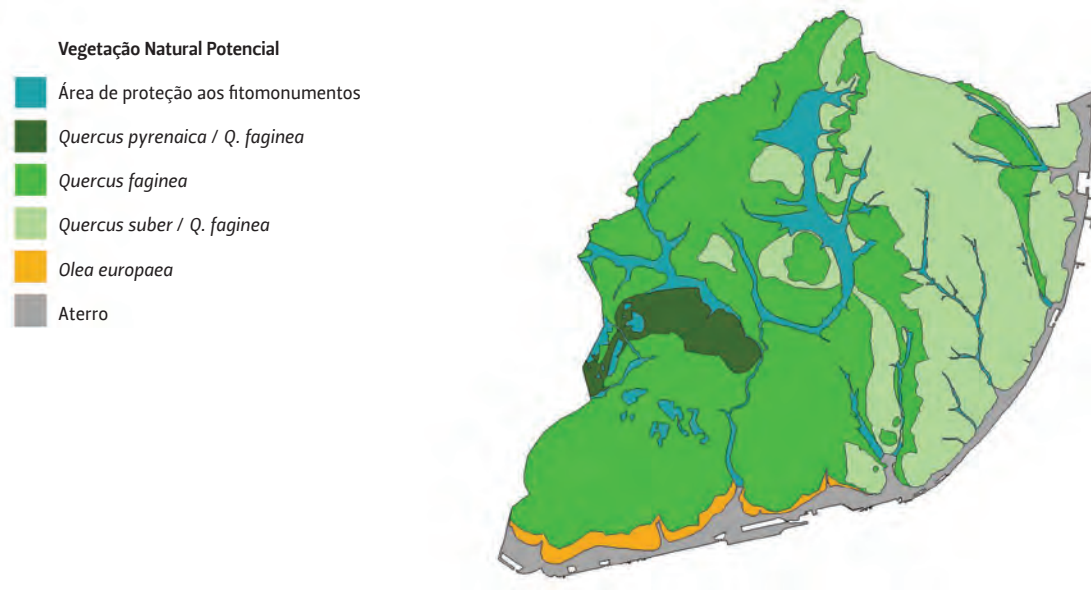 Vegetação Natural Potencial
Área de proteção aos fitomonumentos
Quercus pyrenaica / Q. faginea
Quercus faginea
Quercus suber / Q. faginea
Olea europaea
Aterro